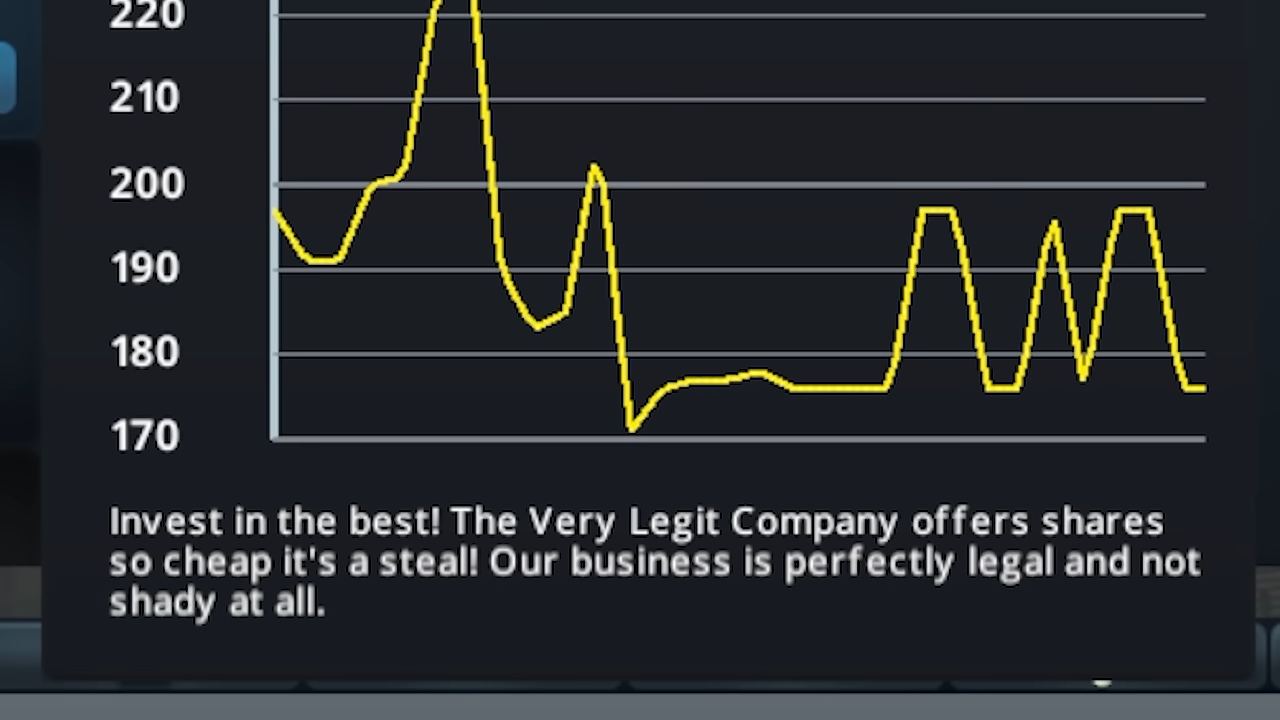 220
210
200
190
180
170
Invest in the best! The Very Legit Company offers shares
so cheap it's a steal! Our business is perfectly legal and not
shady at all.